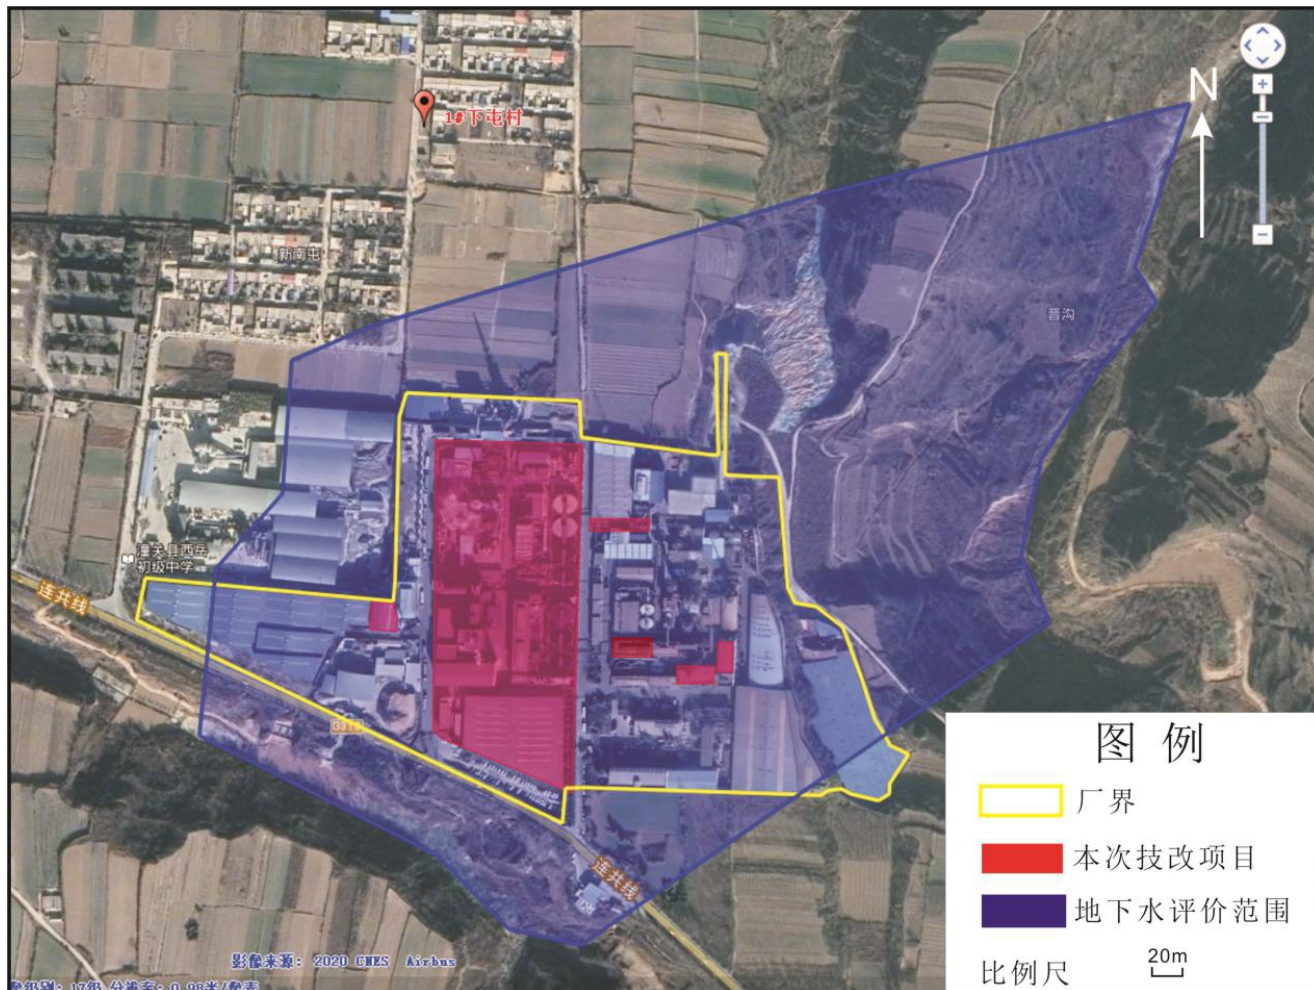 N
1#下屯村
新南屯
晋沟
潼关县西岳
初级中学
连共线
G310
连共线
图例
厂界
本次技改项目
地下水评价范围
比例尺
20m
影像来源: 2020 CNES Airbus